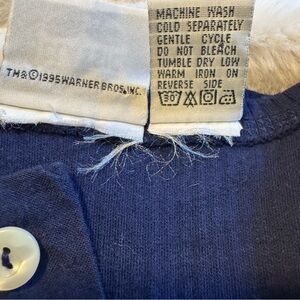 TM&©1995WARNER BROS.,INC.
MACHINE WASH
COLD SEPARATELY
GENTLE CYCLE
DO NOT BLEACH
TUMBLE DRY LOW
WARM IRON ON
REVERSE SIDE